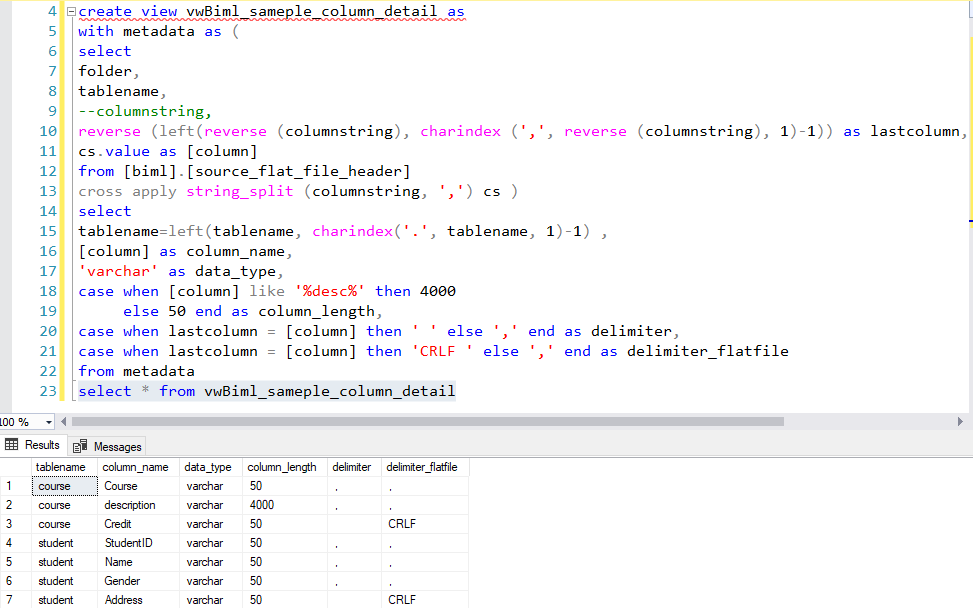 4 create view vwBiml_sameple_column_detail as
5 with metadata as (
6 select
7 folder,
8 tablename,
9 --columnstring,
10 reverse (left(reverse (columnstring), charindex (',', reverse (columnstring), 1)-1)) as lastcolumn,
11 cs.value as [column]
12 from [biml].[source_flat_file_header]
13 cross apply string_split (columnstring, ',') cs )
14 select
15 tablename=left(tablename, charindex('.', tablename, 1)-1) ,
16 [column] as column_name,
17 'varchar' as data_type,
18 case when [column] like '%desc%' then 4000
19 else 50 end as column_length,
20 case when lastcolumn = [column] then ' ' else ',' end as delimiter,
21 case when lastcolumn = [column] then 'CRLF ' else ',' end as delimiter_flatfile
22 from metadata
23 select * from vwBiml_sameple_column_detail
100 %
Results Messages
tablename column_name data_type column_length delimiter delimiter_flatfile
1 course Course varchar 50 , ,
2 course description varchar 4000 , ,
3 course Credit varchar 50 CRLF
4 student StudentID varchar 50 , ,
5 student Name varchar 50 , ,
6 student Gender varchar 50 , ,
7 student Address varchar 50 CRLF